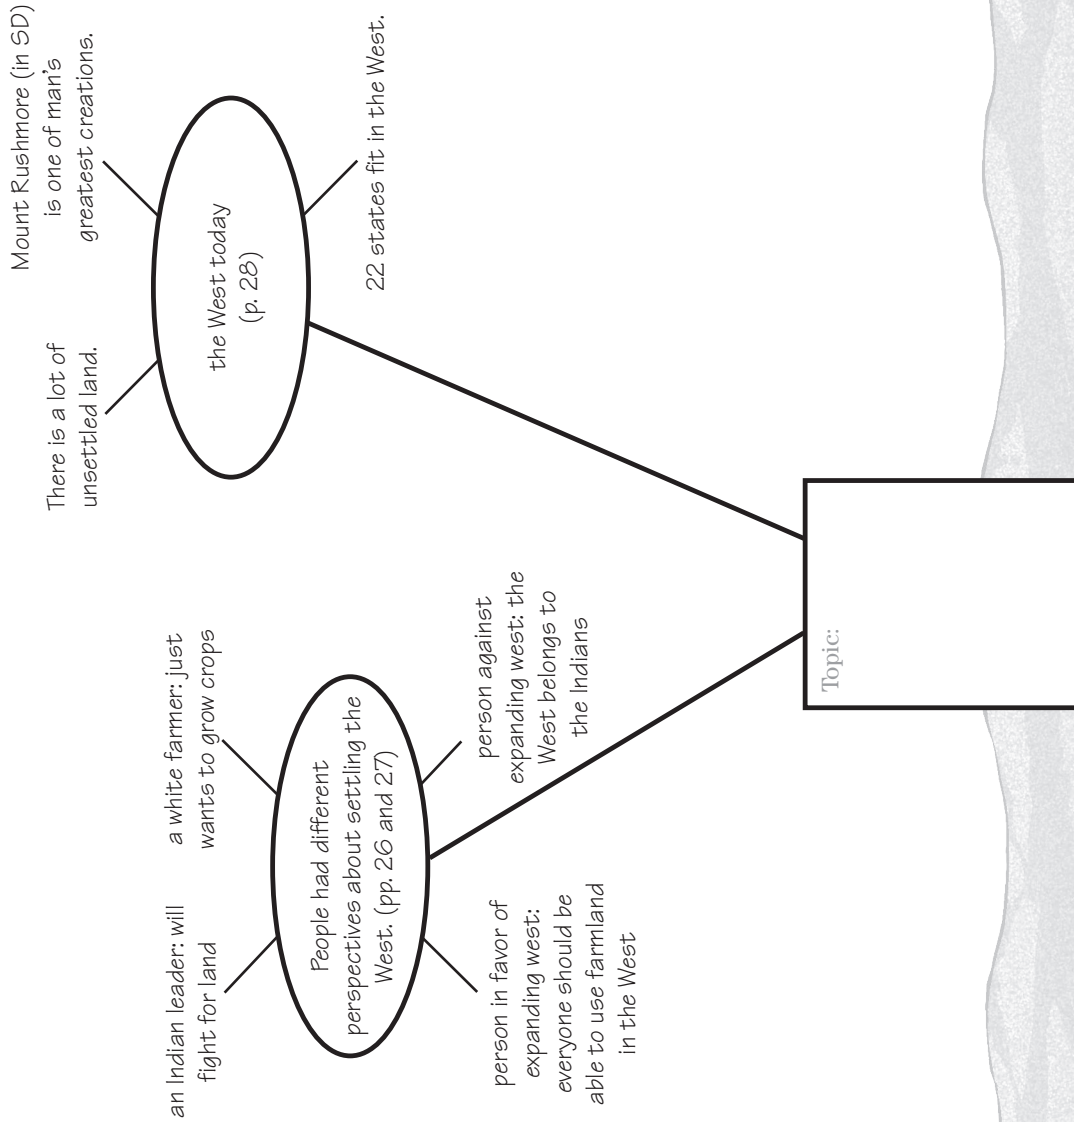 an Indian leader: will
fight for land
a white farmer: just
wants to grow crops
People had different
perspectives about settling the
West. (pp. 26 and 27)
person in favor of
expanding west:
everyone should be
able to use farmland
in the West
person against
expanding west: the
West belongs to
the Indians
There is a lot of
unsettled land.
Mount Rushmore (in SD)
is one of man's
greatest creations.
the West today
(p. 28)
22 states fit in the West.
Topic: